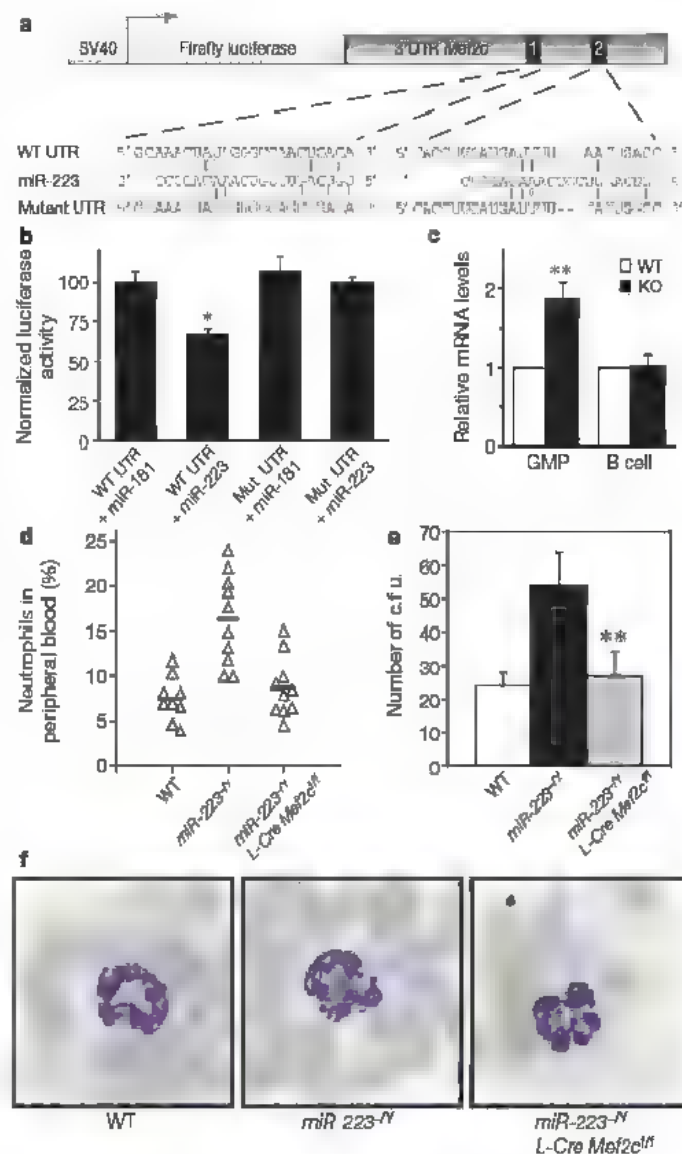 a
SV40
Firefly luciferase
3′UTR Mef2c
1
2
WT UTR
miR-223
Mutant UTR
b
Normalized luciferase
activity
100
75
50
25
0
*
WT UTR
+ miR-181
WT UTR
+ miR-223
Mut UTR
+ miR-181
Mut UTR
+ miR-223
c
Relative mRNA levels
2
1
0
**
WT
KO
GMP
B cell
d
Neutrophils in
peripheral blood (%)
25
20
15
10
5
0
WT
miR-223–/Y
miR-223–/Y
L-Cre Mef2cf/f
e
Number of c.f.u.
70
60
50
40
30
20
10
0
**
WT
miR-223–/Y
miR-223–/Y
L-Cre Mef2cf/f
f
WT
miR 223–/Y
miR-223–/Y
L-Cre Mef2cf/f